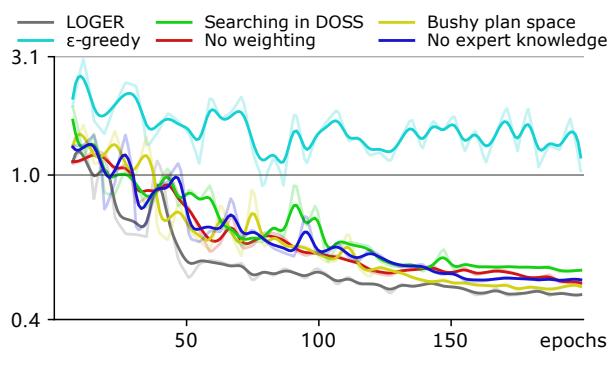 LOGER Searching in DOSS Bushy plan space
ε-greedy No weighting No expert knowledge
3.1
1.0
0.4
50 100 150 epochs